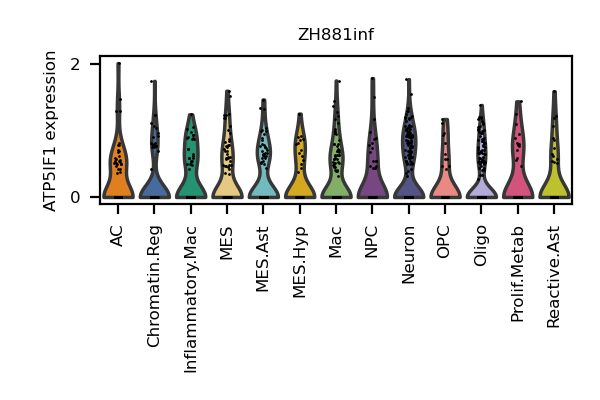 ZH881inf
ATP5IF1 expression
2
0
AC
Chromatin.Reg
Inflammatory.Mac
MES
MES.Ast
MES.Hyp
Mac
NPC
Neuron
OPC
Oligo
Prolif.Metab
Reactive.Ast